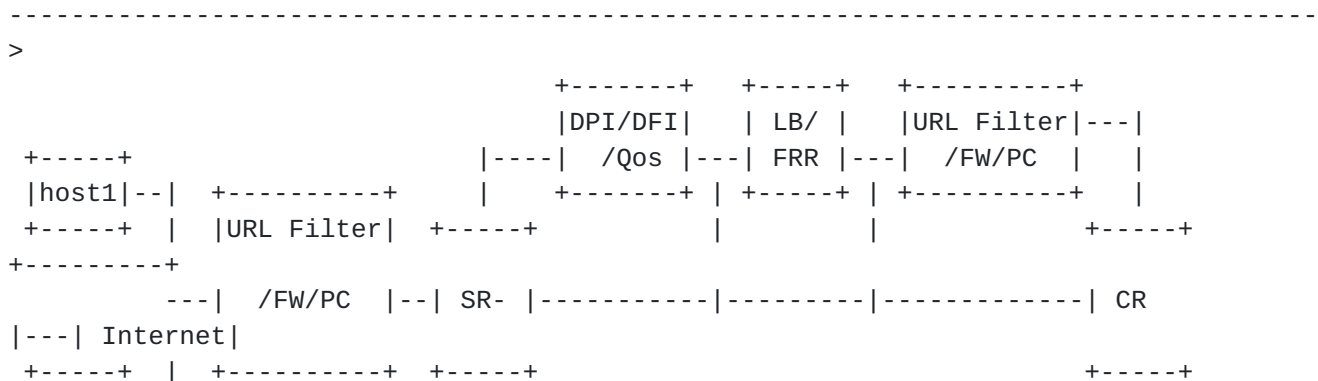 -----------------------------------------------------------------------------------
>
                                   +-------+   +-----+   +----------+
                                   |DPI/DFI|   | LB/ |   |URL Filter|---|
 +-----+                      |----| /Qos |---| FRR |---| /FW/PC  |   |
 |host1|--|  +----------+     |    +-------+ | +-----+ | +----------+   |
 +-----+  |  |URL Filter|  +-----+           |         |             +-----+
+---------+
          ---| /FW/PC  |--| SR- |-----------|---------|-------------| CR
|---| Internet|
 +-----+  |  +----------+  +-----+                                   +-----+